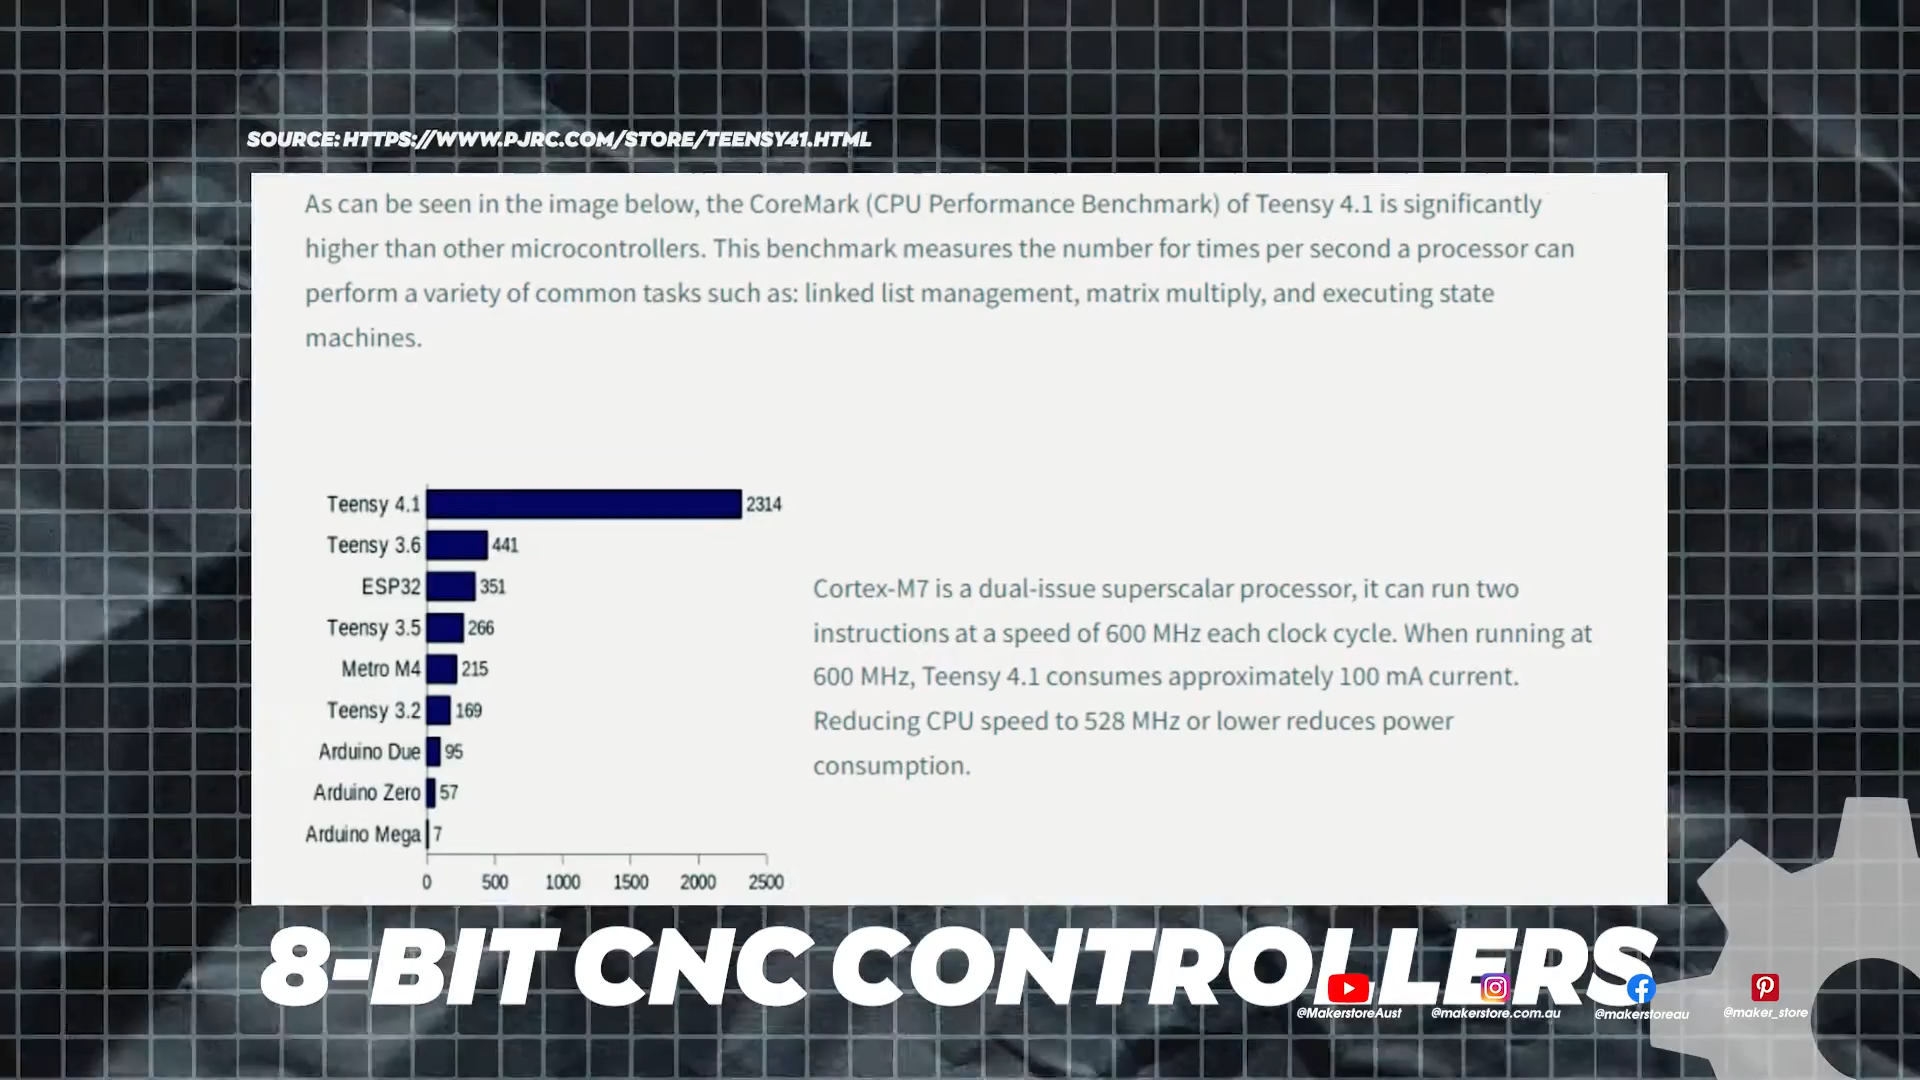 SOURCE: HTTPS://WWW.PJRC.COM/STORE/TEENSY41.HTML
As can be seen in the image below, the CoreMark (CPU Performance Benchmark) of Teensy 4.1 is significantly
higher than other microcontrollers. This benchmark measures the number for times per second a processor can
perform a variety of common tasks such as: linked list management, matrix multiply, and executing state
machines.
Teensy 4.1 2314
Teensy 3.6 441
ESP32 351
Teensy 3.5 266
Metro M4 215
Teensy 3.2 169
Arduino Due 95
Arduino Zero 57
Arduino Mega 7
0 500 1000 1500 2000 2500
Cortex-M7 is a dual-issue superscalar processor, it can run two
instructions at a speed of 600 MHz each clock cycle. When running at
600 MHz, Teensy 4.1 consumes approximately 100 mA current.
Reducing CPU speed to 528 MHz or lower reduces power
consumption.
8-BIT CNC CONTROLLERS
@MakerstoreAust @makerstore.com.au @makerstoreau @maker_store